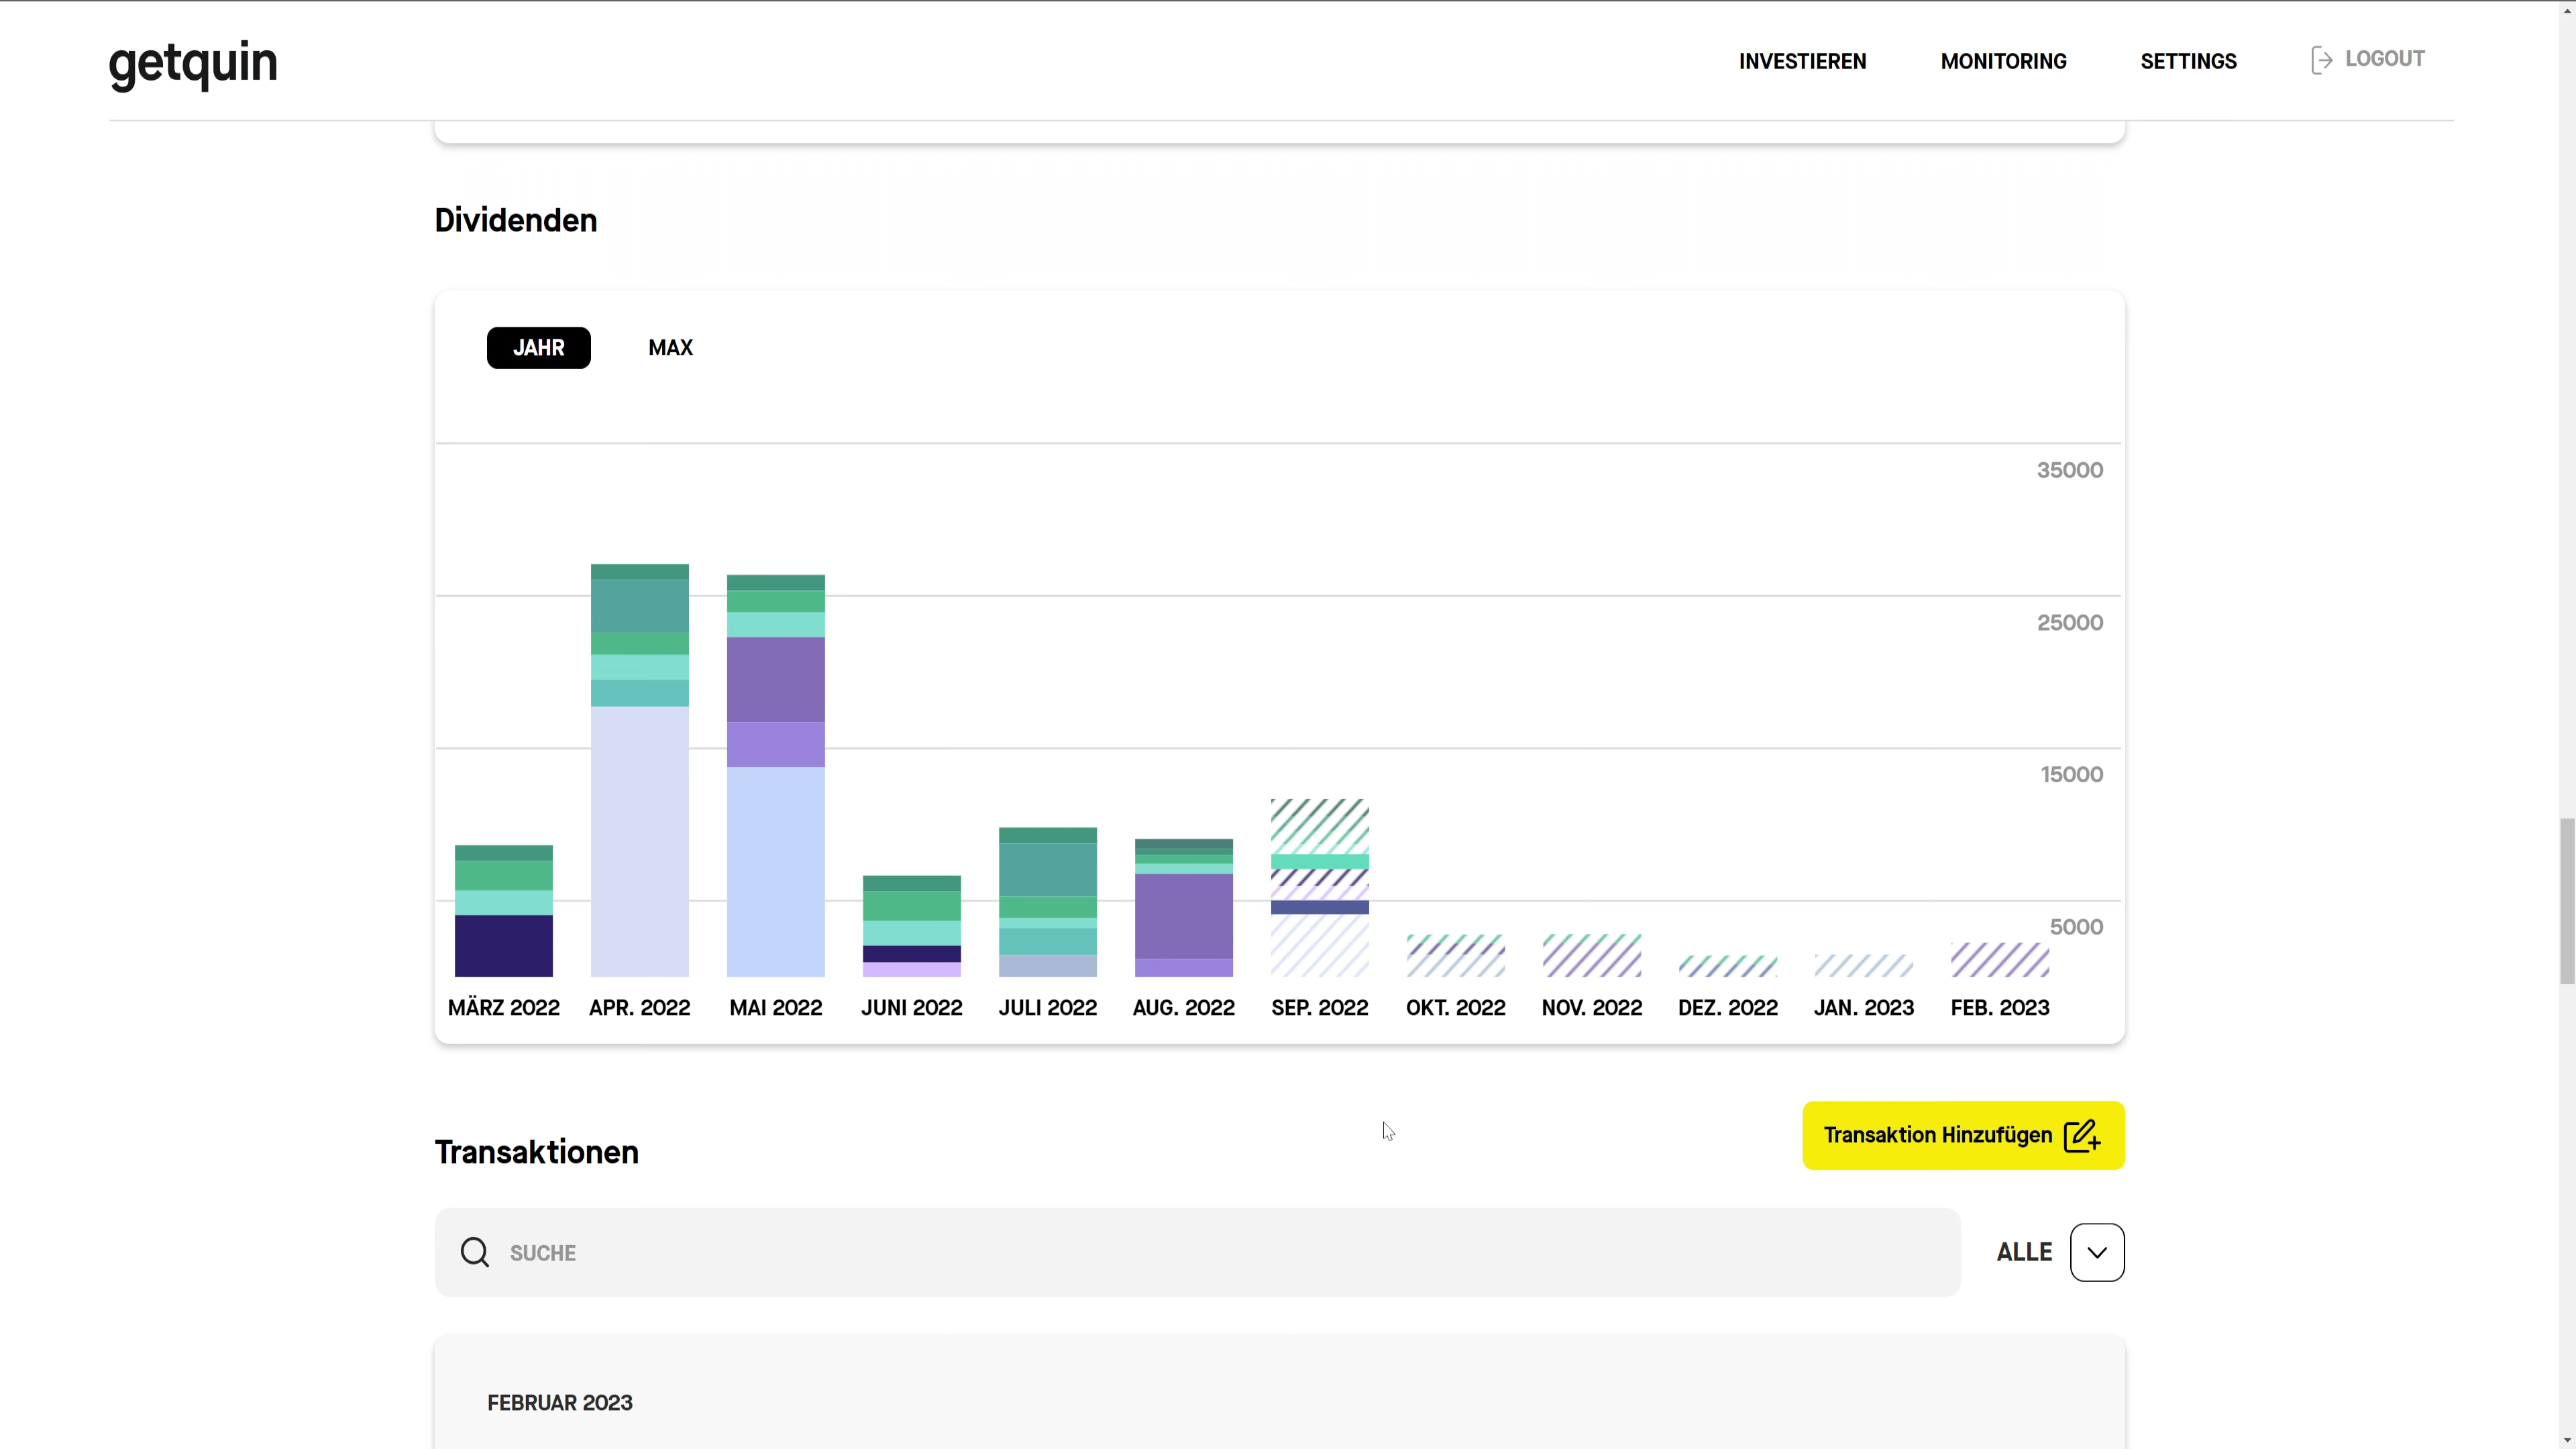 getquin
INVESTIEREN
MONITORING
SETTINGS
LOGOUT
Dividenden
JAHR
MAX
35000
25000
15000
5000
MÄRZ 2022
APR. 2022
MAI 2022
JUNI 2022
JULI 2022
AUG. 2022
SEP. 2022
OKT. 2022
NOV. 2022
DEZ. 2022
JAN. 2023
FEB. 2023
Transaktionen
Transaktion Hinzufügen
SUCHE
ALLE
FEBRUAR 2023